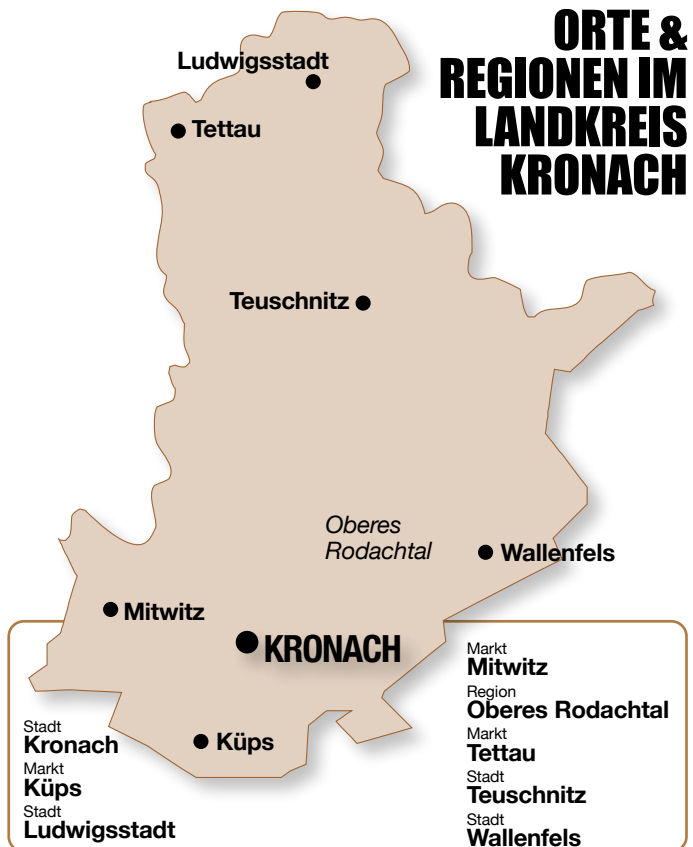 ORTE &
REGIONEN IM
LANDKREIS
KRONACH
Ludwigsstadt
Tettau
Teuschnitz
Oberes
Rodachtal
Wallenfels
Mitwitz
KRONACH
Küps
Stadt
Kronach
Markt
Küps
Stadt
Ludwigsstadt
Markt
Mitwitz
Region
Oberes Rodachtal
Markt
Tettau
Stadt
Teuschnitz
Stadt
Wallenfels